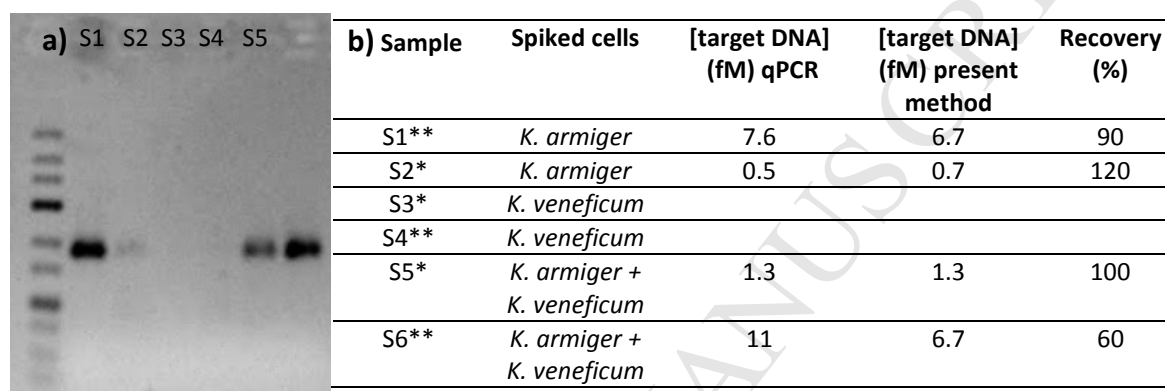 a) S1 S2 S3 S4 S5
b) Sample Spiked cells [target DNA] [target DNA] Recovery
(fM) qPCR (fM) present (%)
method
S1** K. armiger 7.6 6.7 90
S2* K. armiger 0.5 0.7 120
S3* K. veneficum
S4** K. veneficum
S5* K. armiger + 1.3 1.3 100
K. veneficum
S6** K. armiger + 11 6.7 60
K. veneficum